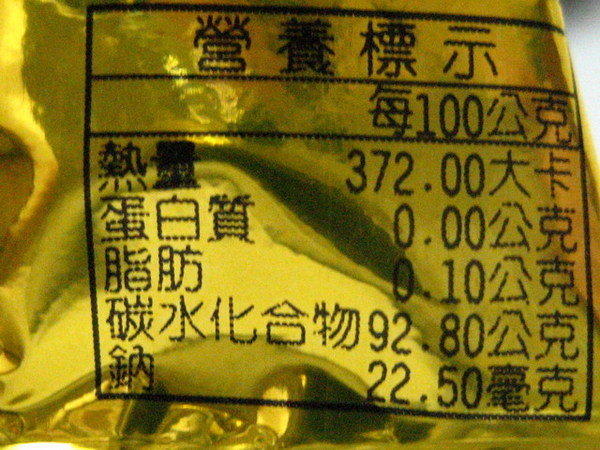 營養標示
每100公克
熱量 372.00大卡
蛋白質 0.00公克
脂肪 0.10公克
碳水化合物 92.80公克
鈉 22.50毫克